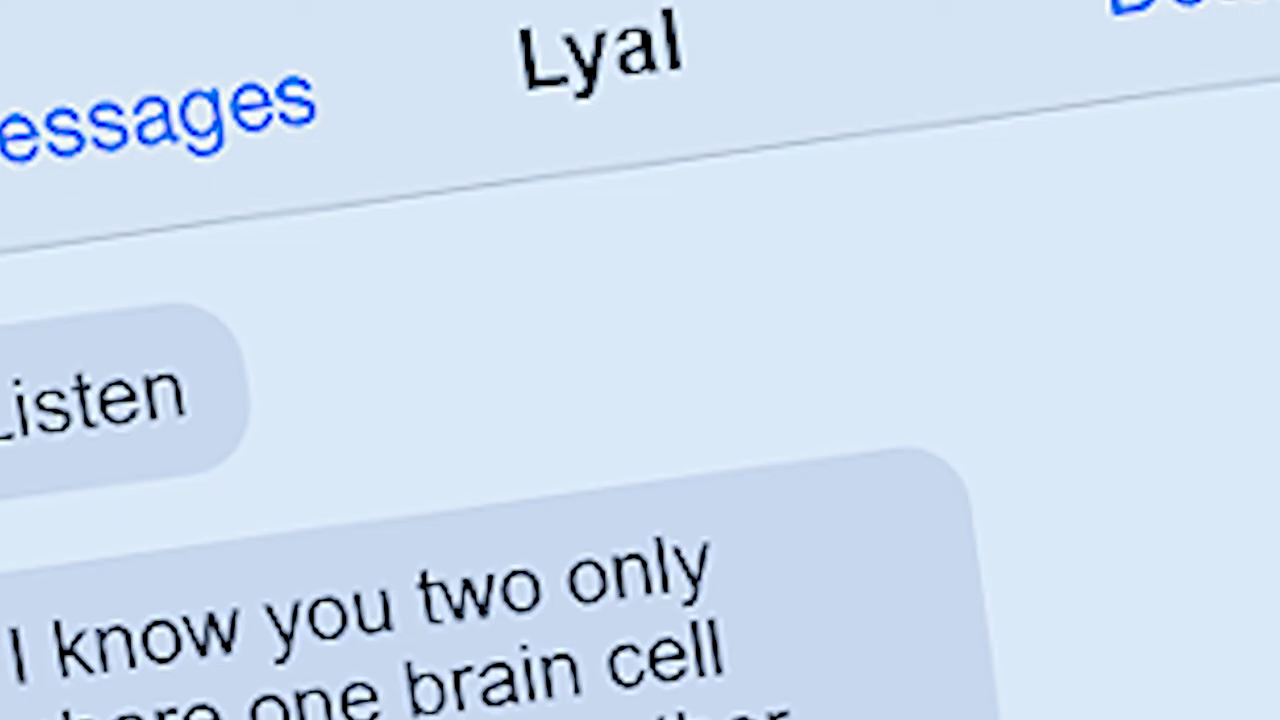 essages Lyal
Listen
I know you two only
share one brain cell